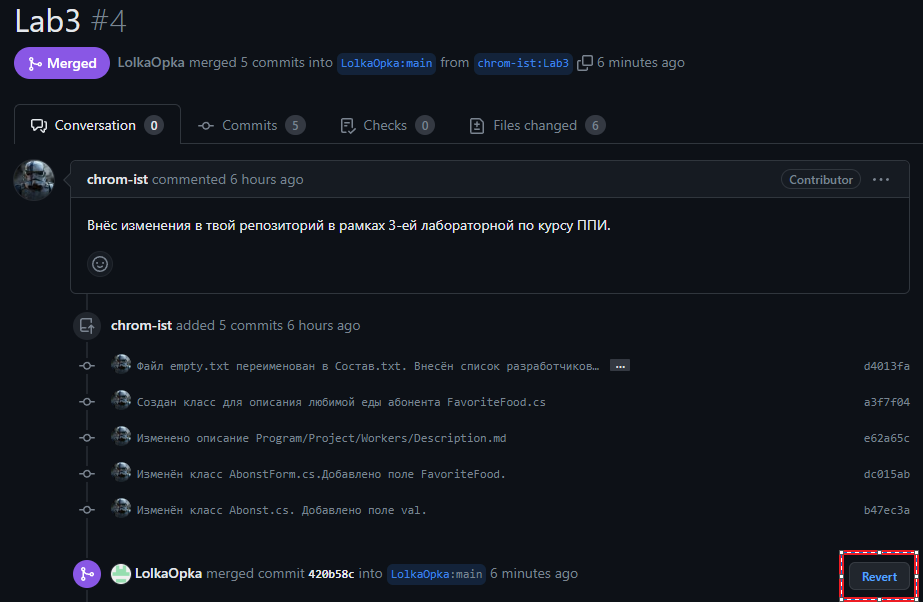 Lab3 #4
Merged LolkaOpka merged 5 commits into LolkaOpka:main from chrom-ist:Lab3 6 minutes ago
Conversation 0 Commits 5 Checks 0 Files changed 6
chrom-ist commented 6 hours ago Contributor ...
Внёс изменения в твой репозиторий в рамках 3-ей лабораторной по курсу ППИ.
chrom-ist added 5 commits 6 hours ago
Файл empty.txt переименован в Состав.txt. Внесён список разработчиков… ... d4013fa
Создан класс для описания любимой еды абонента FavoriteFood.cs a3f7f04
Изменено описание Program/Project/Workers/Description.md e62a65c
Изменён класс AbonstForm.cs.Добавлено поле FavoriteFood. dc015ab
Изменён класс Abonst.cs. Добавлено поле val. b47ec3a
LolkaOpka merged commit 420b58c into LolkaOpka:main 6 minutes ago Revert